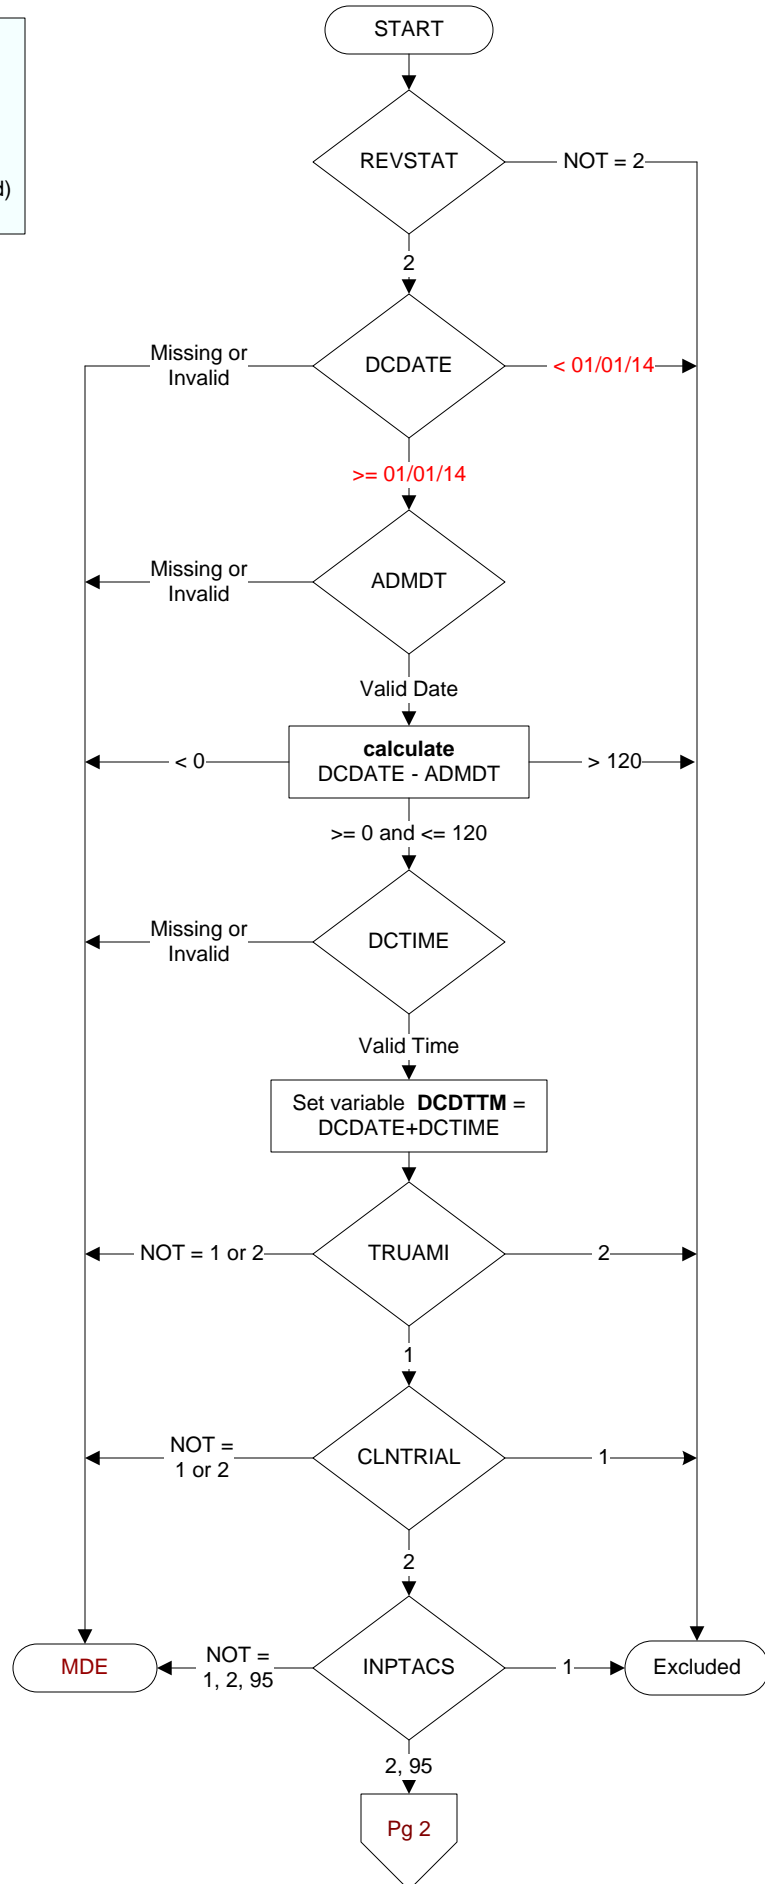 START
d)
REVSTAT
NOT = 2
2
Missing or
Invalid
DCDATE
< 01/01/14
>= 01/01/14
Missing or
Invalid
ADMDT
Valid Date
< 0
calculate
DCDATE - ADMDT
> 120
>= 0 and <= 120
Missing or
Invalid
DCTIME
Valid Time
Set variable DCDTTM =
DCDATE+DCTIME
NOT = 1 or 2
TRUAMI
2
1
NOT =
1 or 2
CLNTRIAL
1
2
MDE
NOT =
1, 2, 95
INPTACS
1
Excluded
2, 95
Pg 2